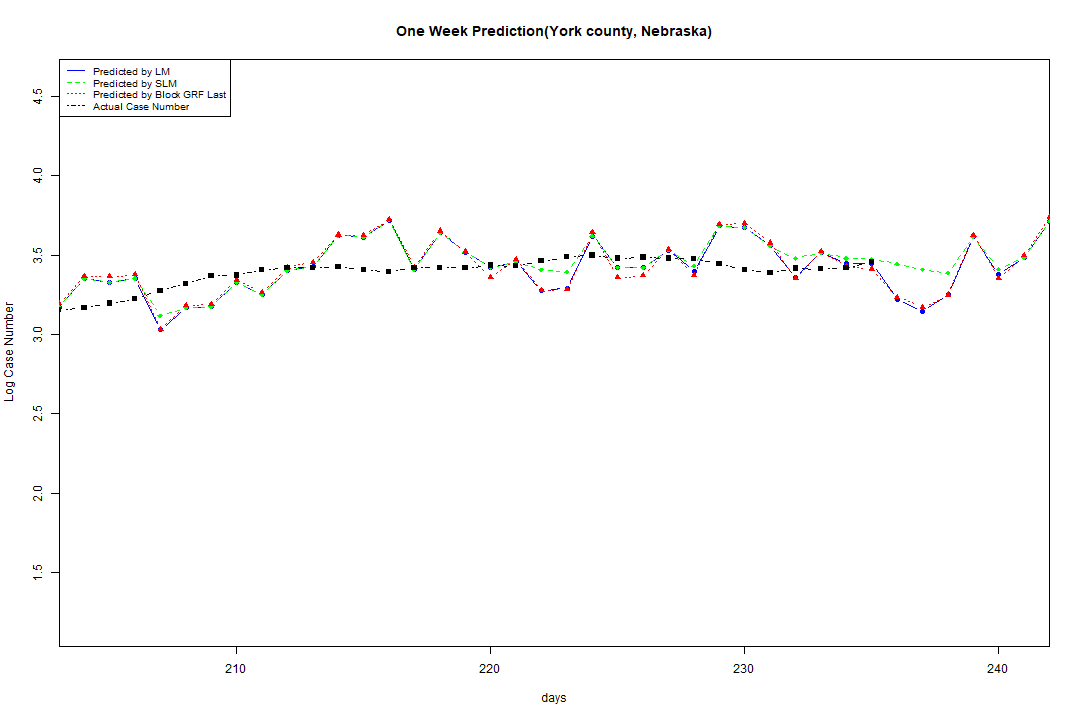 One Week Prediction(York county, Nebraska)
Predicted by LM
Predicted by SLM
Predicted by Block GRF Last
Actual Case Number
4.5
4.0
3.5
3.0
2.5
2.0
1.5
Log Case Number
210
220
230
240
days